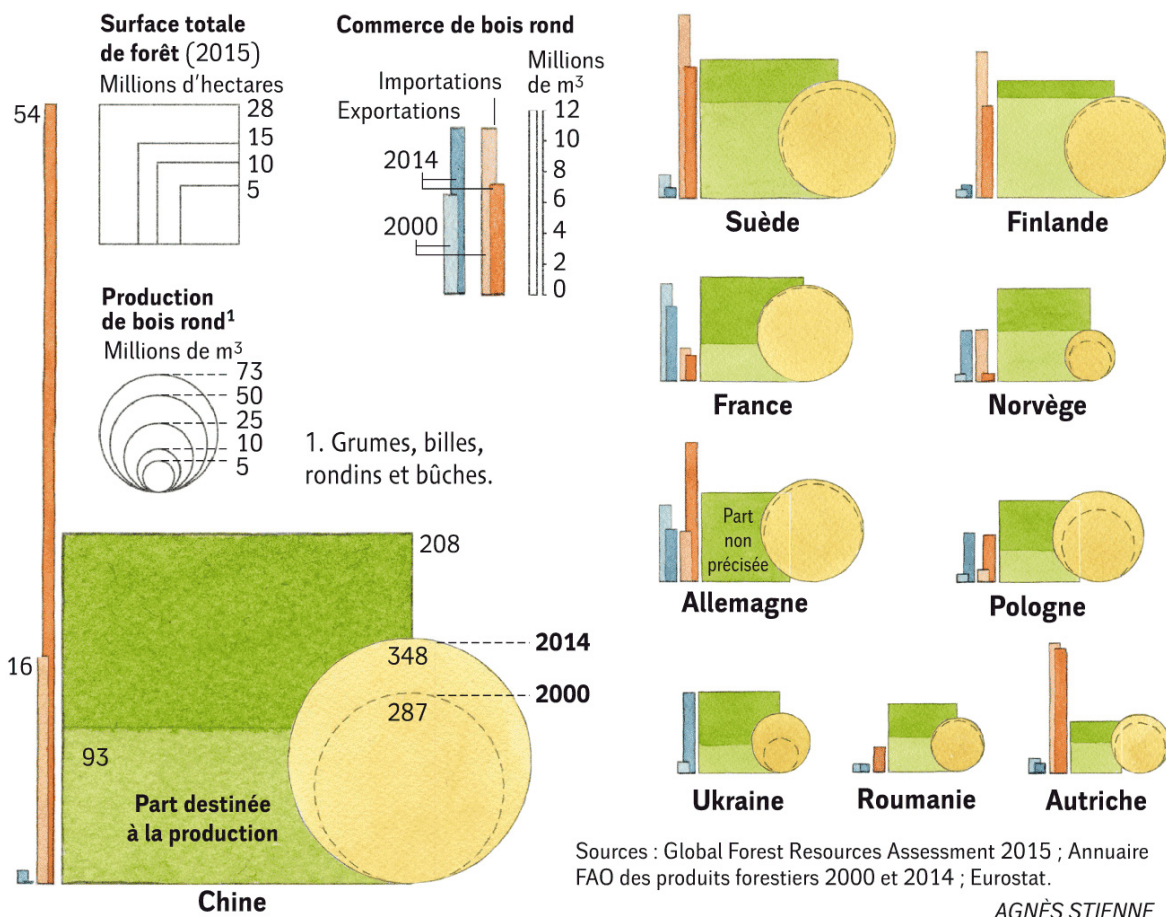 Surface totale
de forêt (2015)
Millions d'hectares
28
15
10
5
Production
de bois rond¹
Millions de m³
73
50
25
10
5
Commerce de bois rond
Importations
Exportations
2014
2000
Millions
de m³
12
10
8
6
4
2
0
1. Grumes, billes,
rondins et bûches.
54
16
208
93
348
287
2014
2000
Part destinée
à la production
Chine
Suède
Finlande
France
Norvège
Part
non
précisée
Allemagne
Pologne
Ukraine
Roumanie
Autriche
Sources : Global Forest Resources Assessment 2015 ; Annuaire
FAO des produits forestiers 2000 et 2014 ; Eurostat.
AGNÈS STIENNE